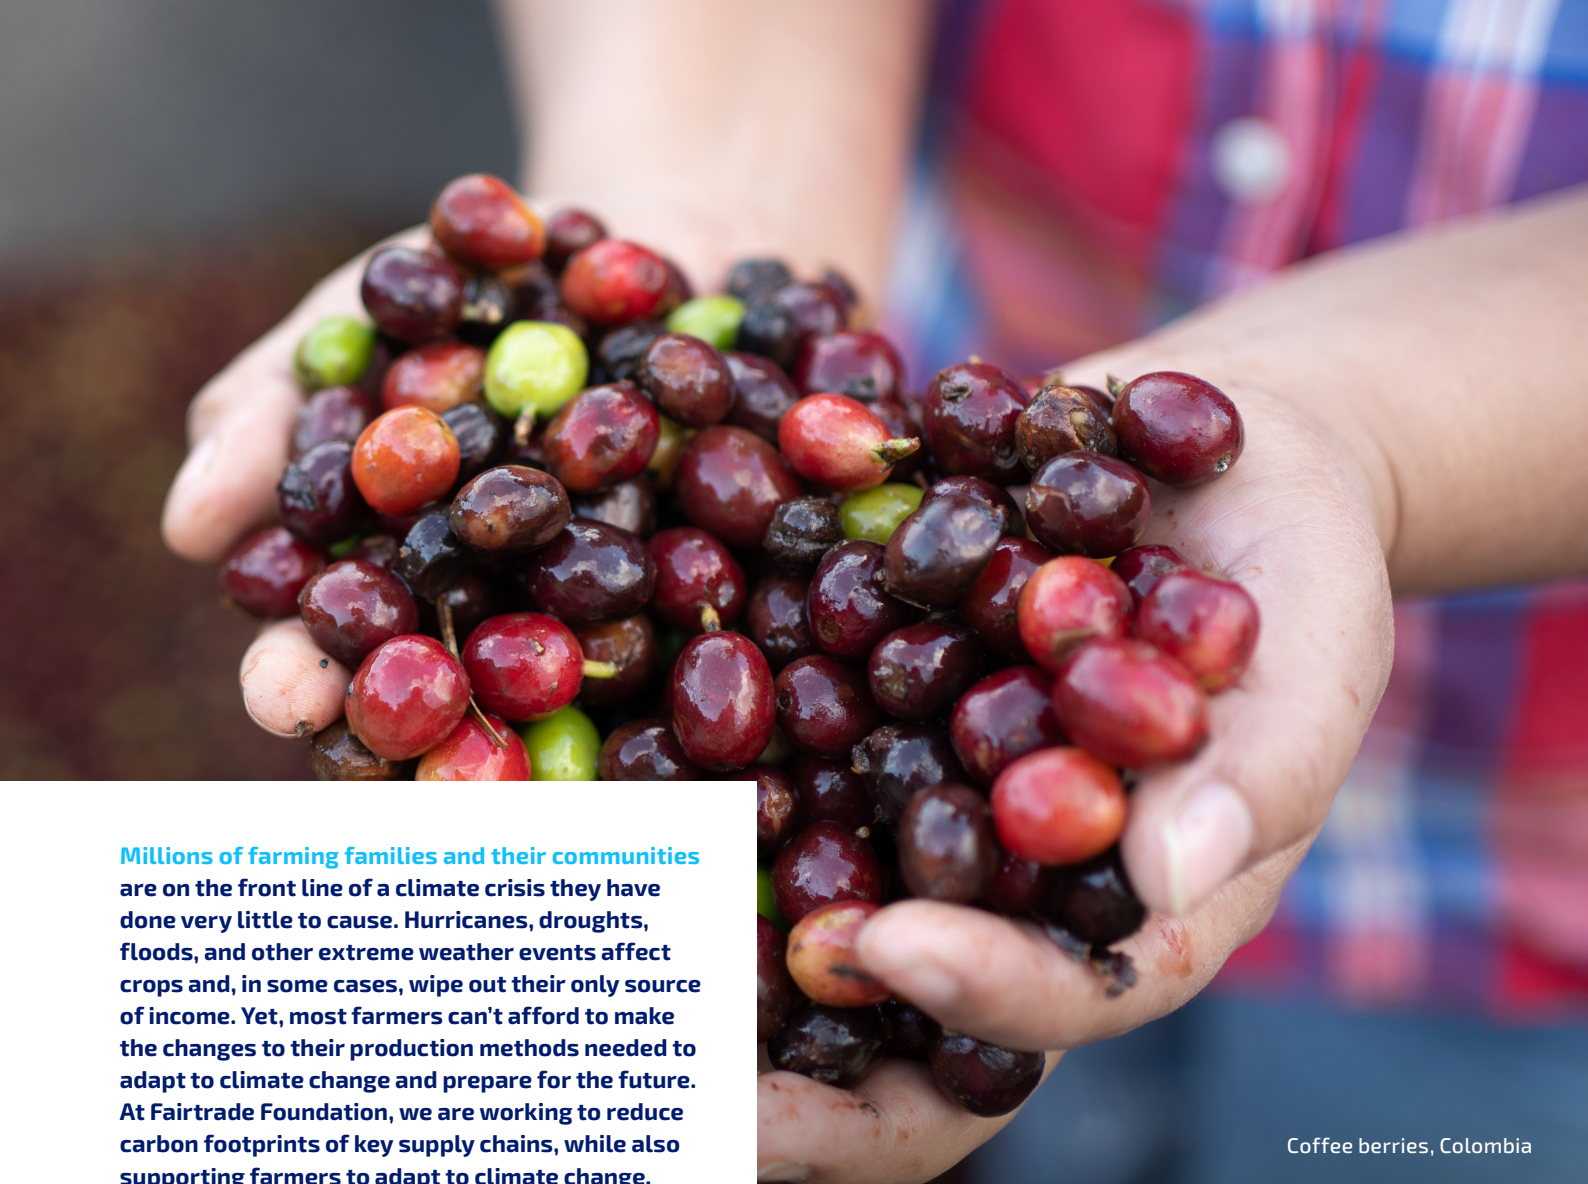 Millions of farming families and their communities
are on the front line of a climate crisis they have
done very little to cause. Hurricanes, droughts,
floods, and other extreme weather events affect
crops and, in some cases, wipe out their only source
of income. Yet, most farmers can’t afford to make
the changes to their production methods needed to
adapt to climate change and prepare for the future.
At Fairtrade Foundation, we are working to reduce
carbon footprints of key supply chains, while also
supporting farmers to adapt to climate change.
Coffee berries, Colombia